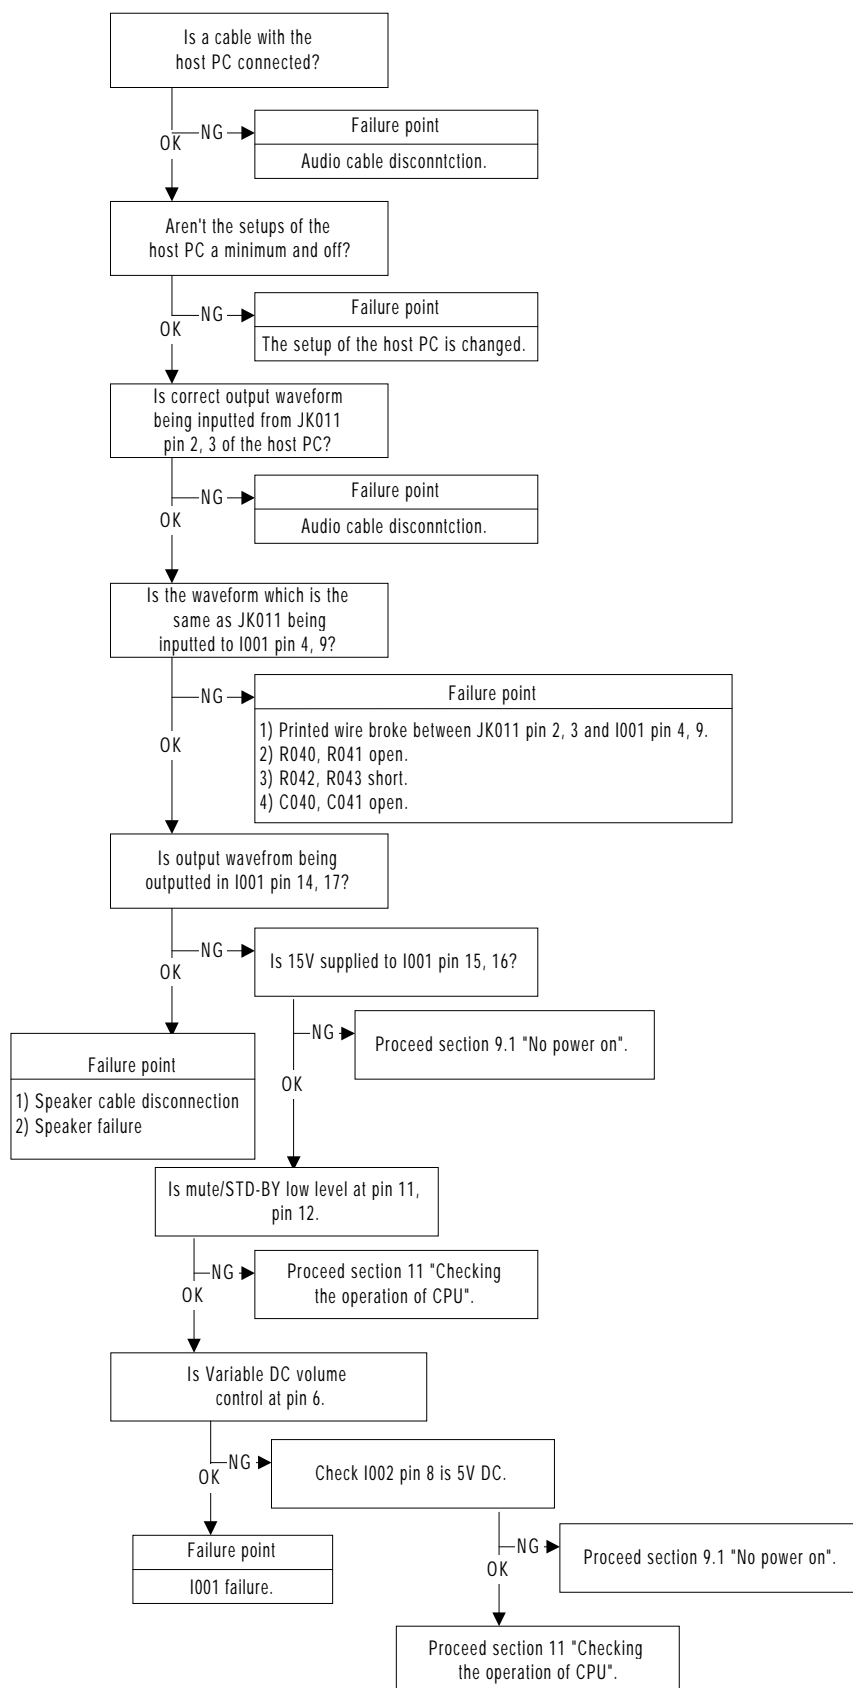 Is a cable with the
host PC connected?
NG
OK
Failure point
Audio cable disconntction.
Aren't the setups of the
host PC a minimum and off?
NG
OK
Failure point
The setup of the host PC is changed.
Is correct output waveform
being inputted from JK011
pin 2, 3 of the host PC?
NG
OK
Failure point
Audio cable disconntction.
Is the waveform which is the
same as JK011 being
inputted to I001 pin 4, 9?
NG
OK
Failure point
1) Printed wire broke between JK011 pin 2, 3 and I001 pin 4, 9.
2) R040, R041 open.
3) R042, R043 short.
4) C040, C041 open.
Is output wavefrom being
outputted in I001 pin 14, 17?
NG
OK
Is 15V supplied to I001 pin 15, 16?
NG
OK
Proceed section 9.1 "No power on".
Failure point
1) Speaker cable disconnection
2) Speaker failure
Is mute/STD-BY low level at pin 11,
pin 12.
NG
OK
Proceed section 11 "Checking
the operation of CPU".
Is Variable DC volume
control at pin 6.
NG
OK
Check I002 pin 8 is 5V DC.
Failure point
I001 failure.
NG
OK
Proceed section 9.1 "No power on".
Proceed section 11 "Checking
the operation of CPU".